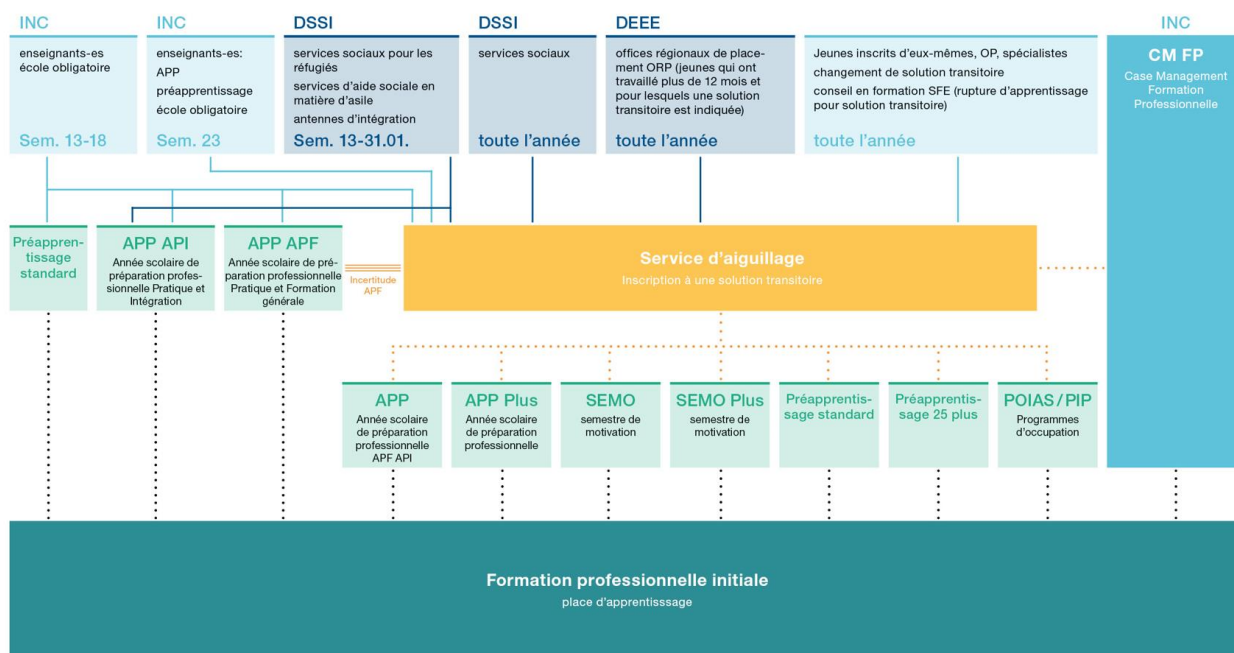 INC
enseignants-es
école obligatoire
Sem. 13-18
INC
enseignants-es:
APP
préapprentissage
école obligatoire
Sem. 23
DSSI
services sociaux pour les
réfugiés
services d'aide sociale en
matière d'asile
antennes d'intégration
Sem. 13-31.01.
DSSI
services sociaux
toute l'année
DEEE
offices régionaux de place-
ment ORP (jeunes qui ont
travaillé plus de 12 mois et
pour lesquels une solution
transitoire est indiquée)
toute l'année
Jeunes inscrits d'eux-mêmes, OP, spécialistes
changement de solution transitoire
conseil en formation SFE (rupture d'apprentissage
pour solution transitoire)
toute l'année
INC
CM FP
Case Management
Formation
Professionnelle
Préappren-
tissage
standard
APP API
Année scolaire de
préparation profes-
sionnelle Pratique et
Intégration
APP APF
Année scolaire de pré-
paration professionnelle
Pratique et Formation
générale
Incertitude
APF
Service d'aiguillage
Inscription à une solution transitoire
APP
Année scolaire
de préparation
professionnelle
APF API
APP Plus
Année scolaire
de préparation
professionnelle
SEMO
semestre de
motivation
SEMO Plus
semestre de
motivation
Préapprentis-
sage standard
Préapprentis-
sage 25 plus
POIAS/PIP
Programmes
d'occupation
Formation professionnelle initiale
place d'apprentisssage